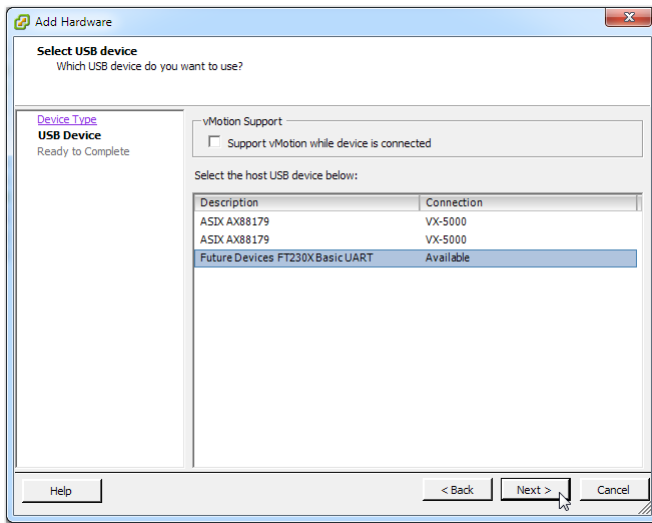 Add Hardware
Select USB device
Which USB device do you want to use?
Device Type
USB Device
Ready to Complete
vMotion Support
Support vMotion while device is connected
Select the host USB device below:
Description Connection
ASIX AX88179 VX-5000
ASIX AX88179 VX-5000
Future Devices FT230X Basic UART Available
Help < Back Next > Cancel